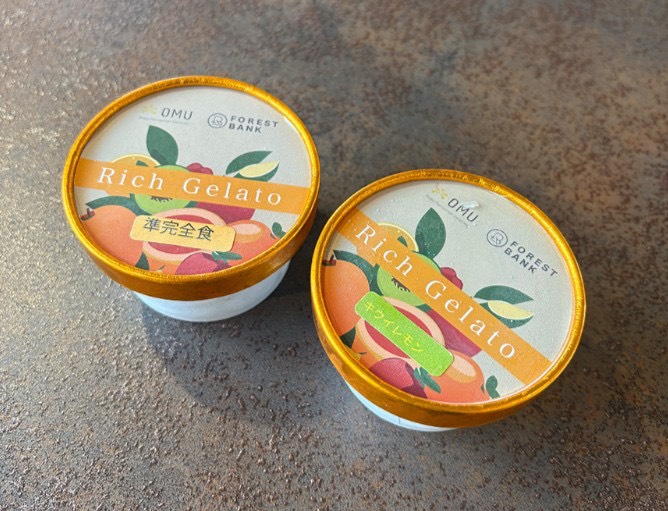 OMU
FOREST
BANK
Rich Gelato
準完全食
OMU
FOREST
BANK
Rich Gelato
キウイレモン